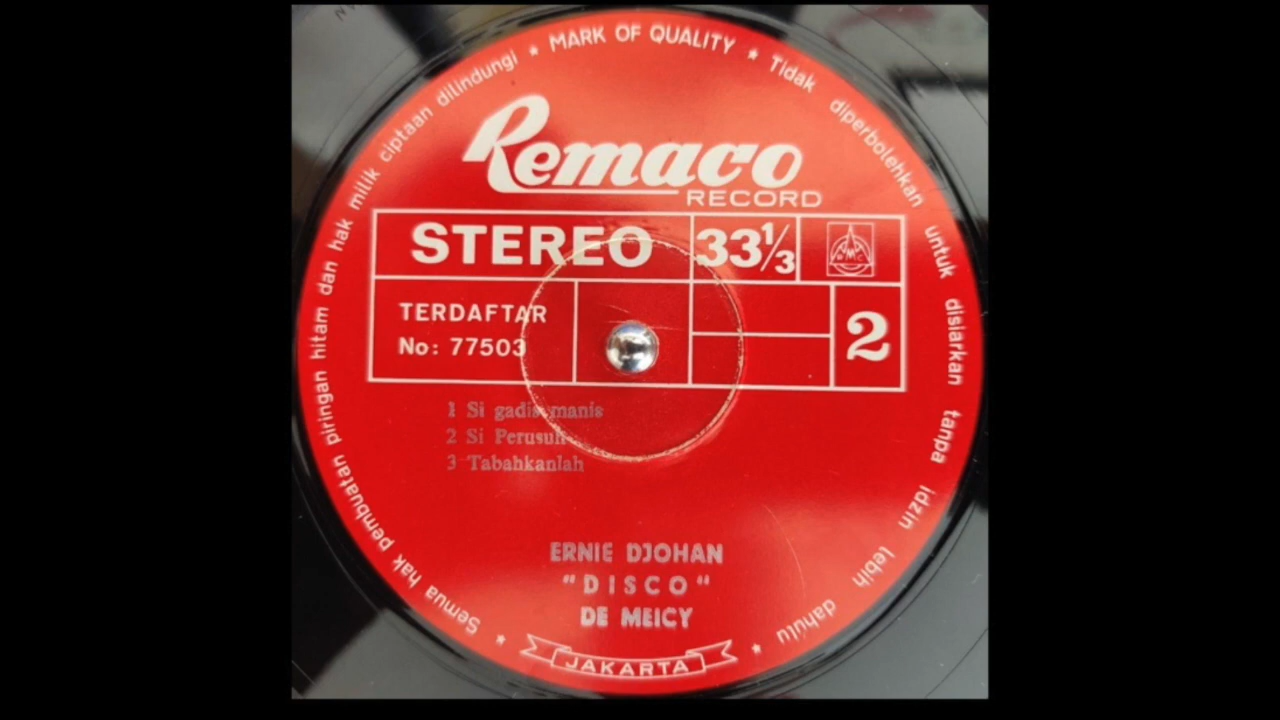 ★ MARK OF QUALITY ★ Tidak diperbolehkan untuk disiarkan tanpa idzin lebih dahulu ★
Semua hak pembuatan piringan hitam dan hak milik ciptaan dilindungi
Remaco
RECORD
STEREO 33⅓
TERDAFTAR
No: 77503
2
1 Si gadis manis
2 Si Perusuh
3 Tabahkanlah
ERNIE DJOHAN
"DISCO"
DE MEICY
JAKARTA